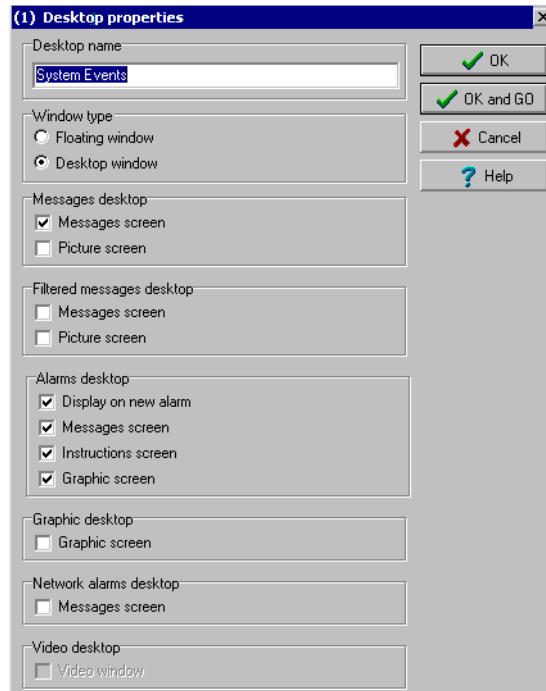 (1) Desktop properties
Desktop name
System Events
Window type
Floating window
Desktop window
Messages desktop
Messages screen
Picture screen
Filtered messages desktop
Messages screen
Picture screen
Alarms desktop
Display on new alarm
Messages screen
Instructions screen
Graphic screen
Graphic desktop
Graphic screen
Network alarms desktop
Messages screen
Video desktop
Video window
OK
OK and GO
Cancel
? Help